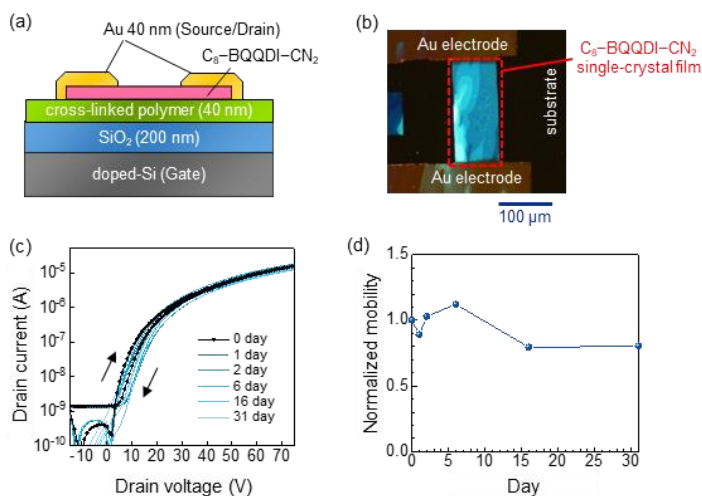 (a)
Au 40 nm (Source/Drain)
C₈–BQQDI–CN₂
cross-linked polymer (40 nm)
SiO₂ (200 nm)
doped-Si (Gate)
(b)
Au electrode
C₈–BQQDI–CN₂
single-crystal film
substrate
Au electrode
100 μm
(c)
Drain current (A)
10⁻⁵
10⁻⁶
10⁻⁷
10⁻⁸
10⁻⁹
10⁻¹⁰
0 day
1 day
2 day
6 day
16 day
31 day
-10 0 10 20 30 40 50 60 70
Drain voltage (V)
(d)
Normalized mobility
1.5
1.0
0.5
0.0
0 5 10 15 20 25 30
Day